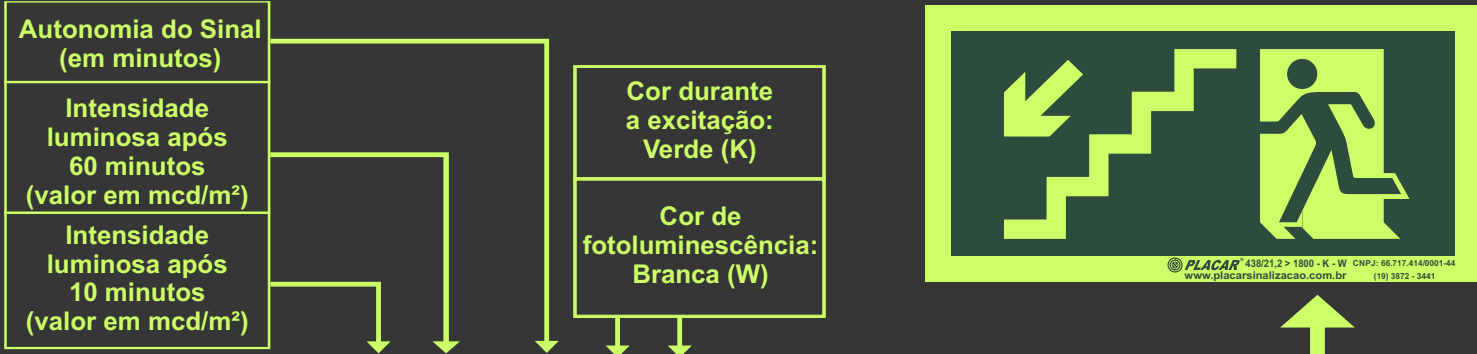 Autonomia do Sinal
(em minutos)
Intensidade
luminosa após
60 minutos
(valor em mcd/m²)
Intensidade
luminosa após
10 minutos
(valor em mcd/m²)
Cor durante
a excitação:
Verde (K)
Cor de
fotoluminescência:
Branca (W)
PLACAR® 438/21,2 > 1800 - K - W CNPJ: 66.717.414/0001-44
www.placarsinalizacao.com.br (19) 3872 - 3441